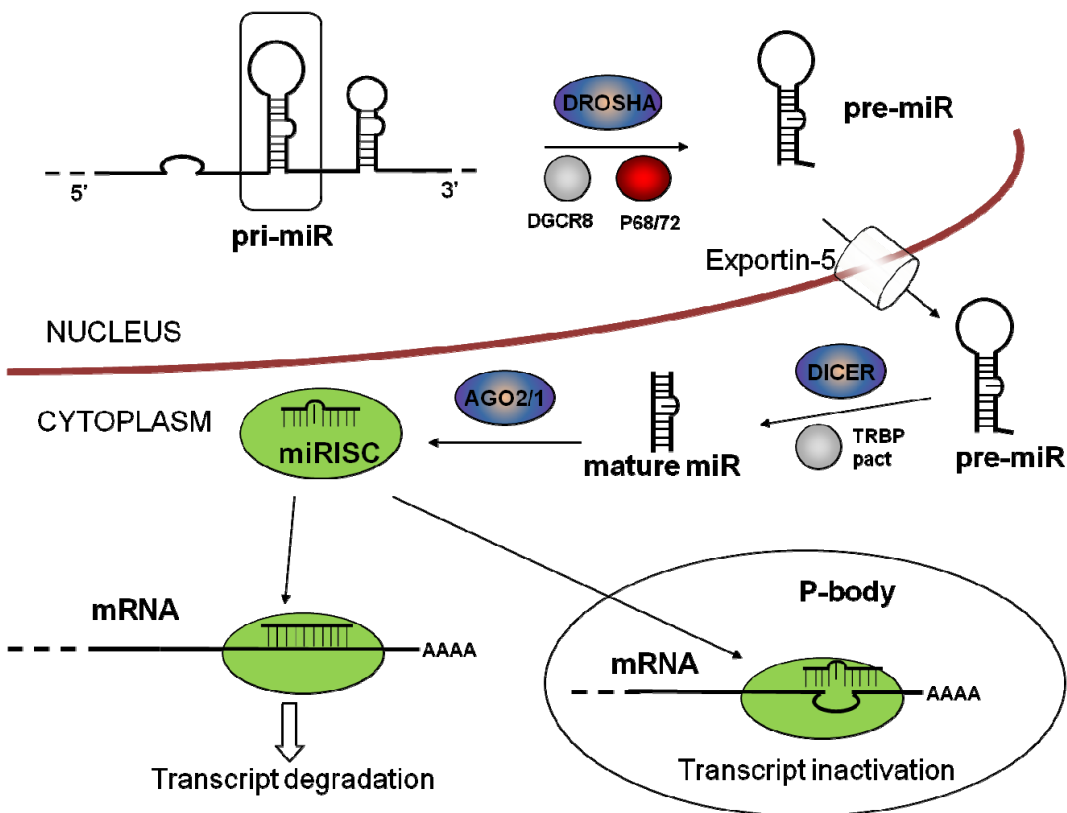 DROSHA
pre-miR
5’
3’
DGCR8
P68/72
pri-miR
Exportin-5
NUCLEUS
DICER
AGO2/1
CYTOPLASM
miRISC
TRBP
pact
mature miR
pre-miR
P-body
mRNA
AAAA
mRNA
AAAA
Transcript degradation
Transcript inactivation